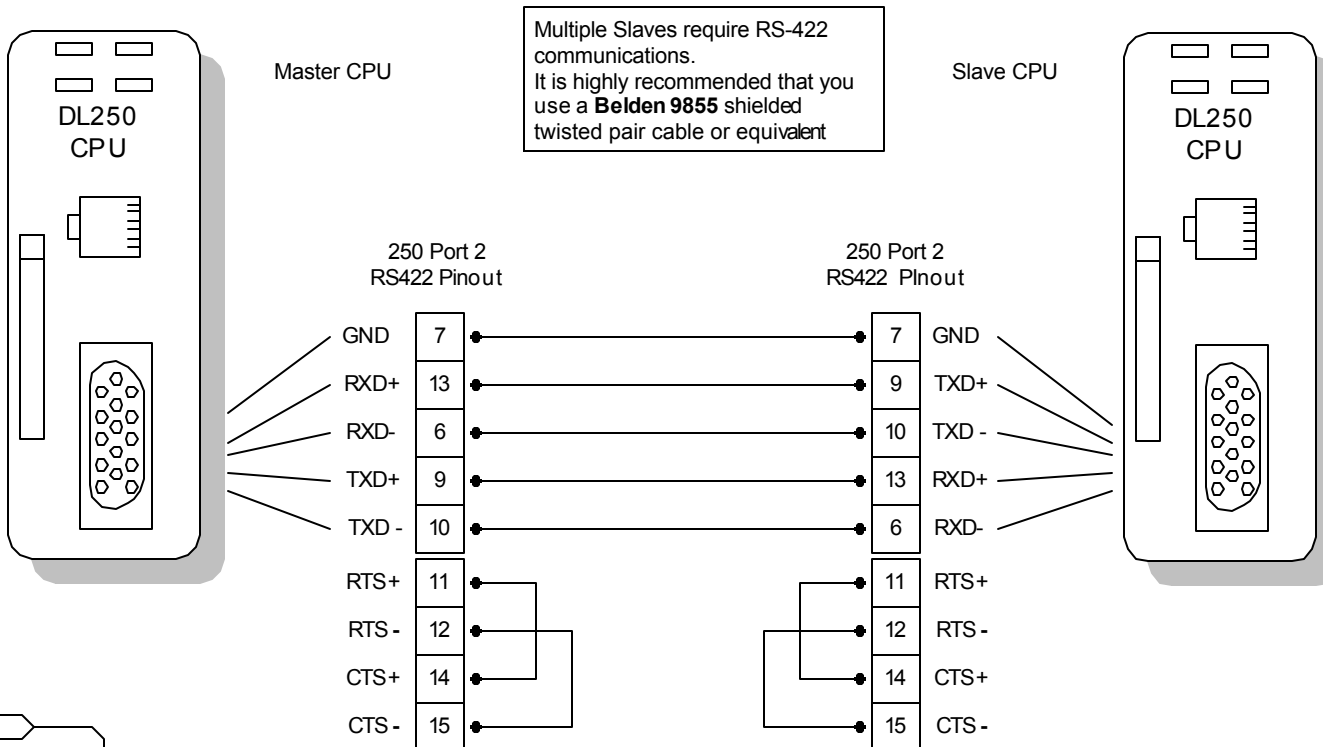 Multiple Slaves require RS-422
communications.
It is highly recommended that you
use a Belden 9855 shielded
twisted pair cable or equivalent
Master CPU
Slave CPU
DL250
CPU
DL250
CPU
250 Port 2
RS422 Pinout
250 Port 2
RS422 PInout
GND 7 7 GND
RXD+ 13 9 TXD+
RXD- 6 10 TXD -
TXD+ 9 13 RXD+
TXD - 10 6 RXD-
RTS+ 11 11 RTS+
RTS - 12 12 RTS -
CTS+ 14 14 CTS+
CTS - 15 15 CTS -